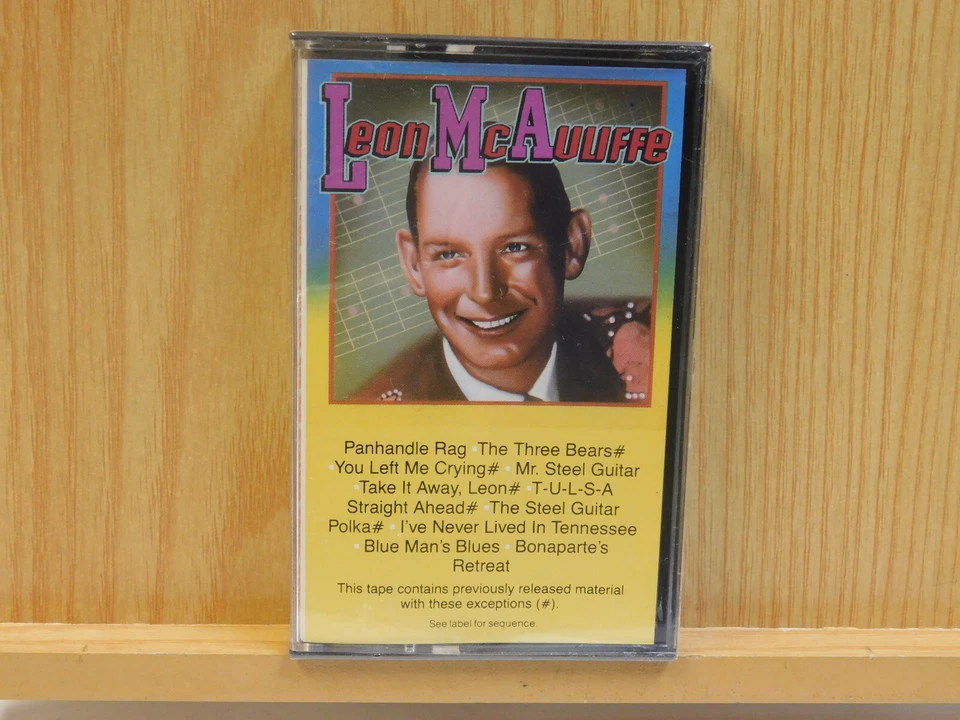 Leon McAuliffe
Panhandle Rag • The Three Bears#
• You Left Me Crying# • Mr. Steel Guitar
• Take It Away, Leon# • T-U-L-S-A
Straight Ahead# • The Steel Guitar
Polka# • I've Never Lived In Tennessee
• Blue Man's Blues • Bonaparte's
Retreat
This tape contains previously released material
with these exceptions (#).
See label for sequence.